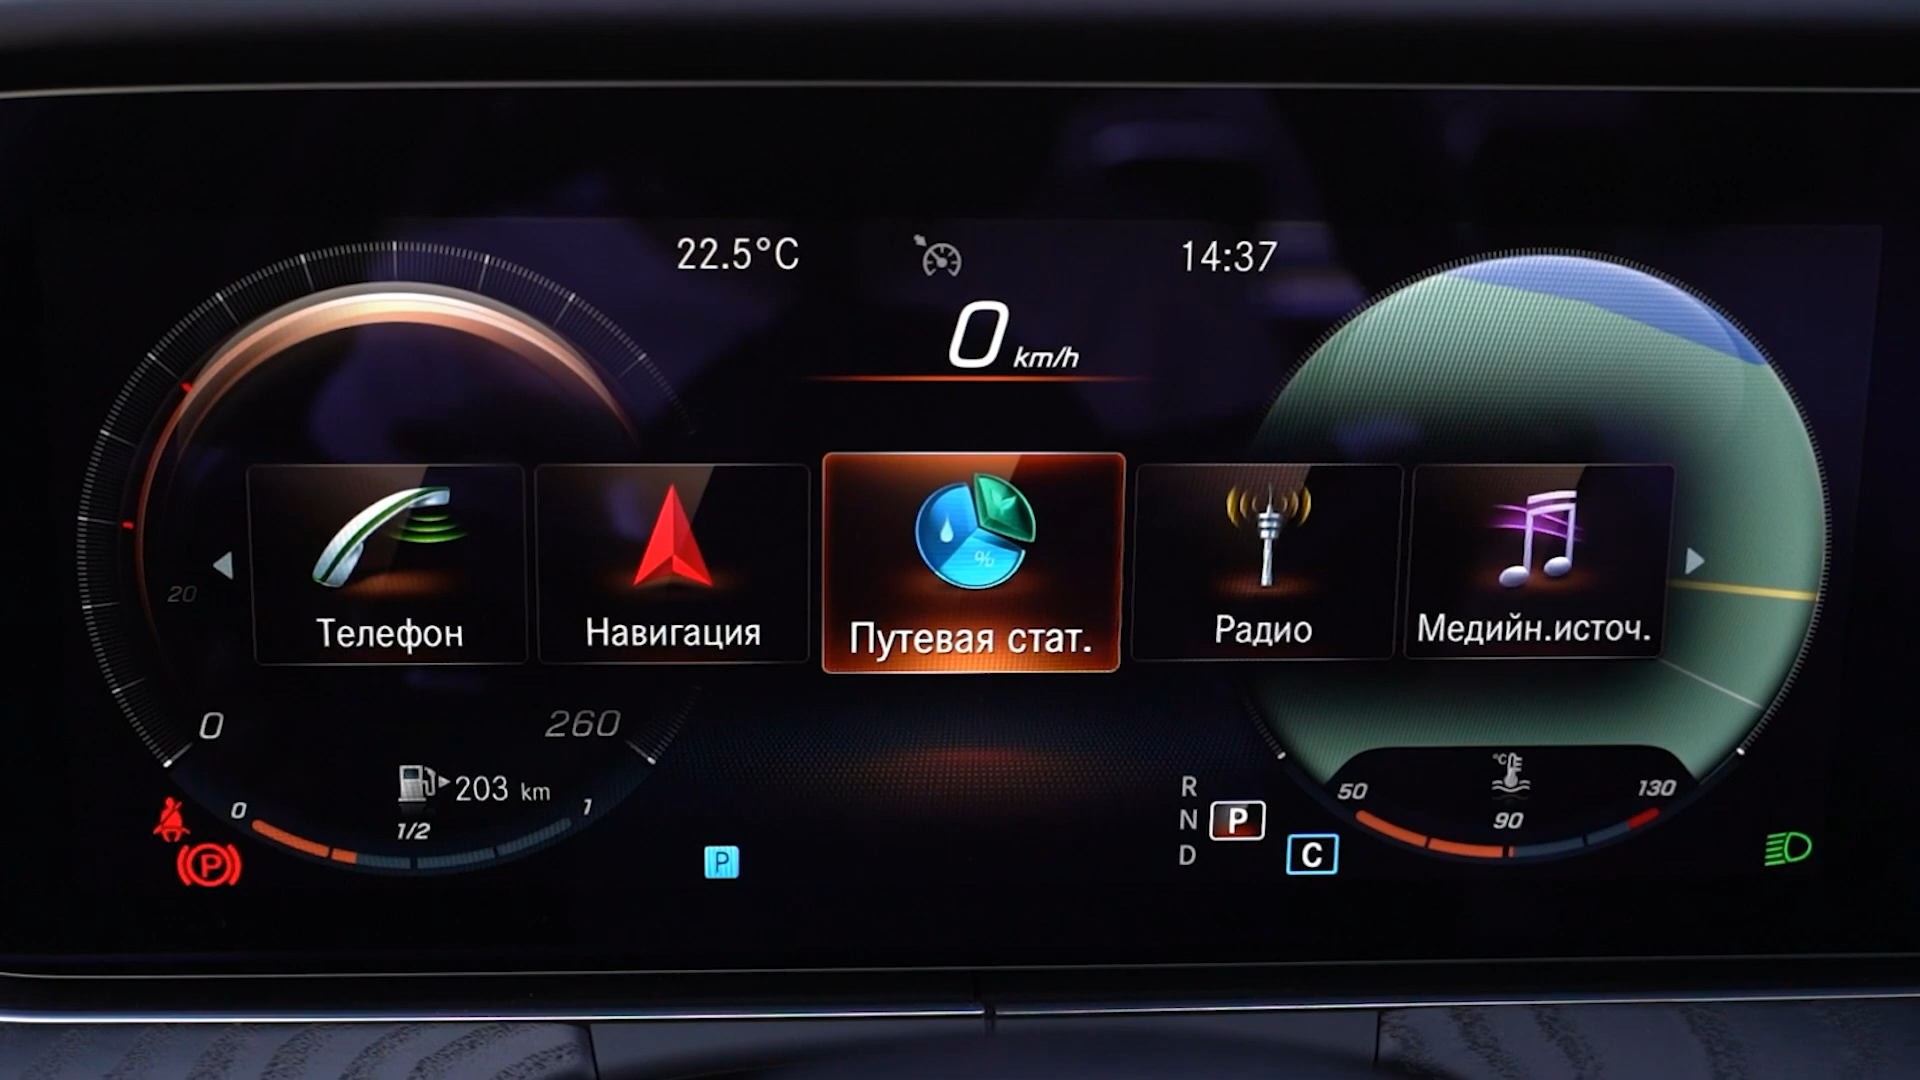 22.5°C
14:37
0 km/h
20
Телефон
Навигация
%
Путевая стат.
Радио
Медийн.источ.
0
260
203 km
0
1/2
1
P
P
R
N
D
P
C
°C
50
90
130